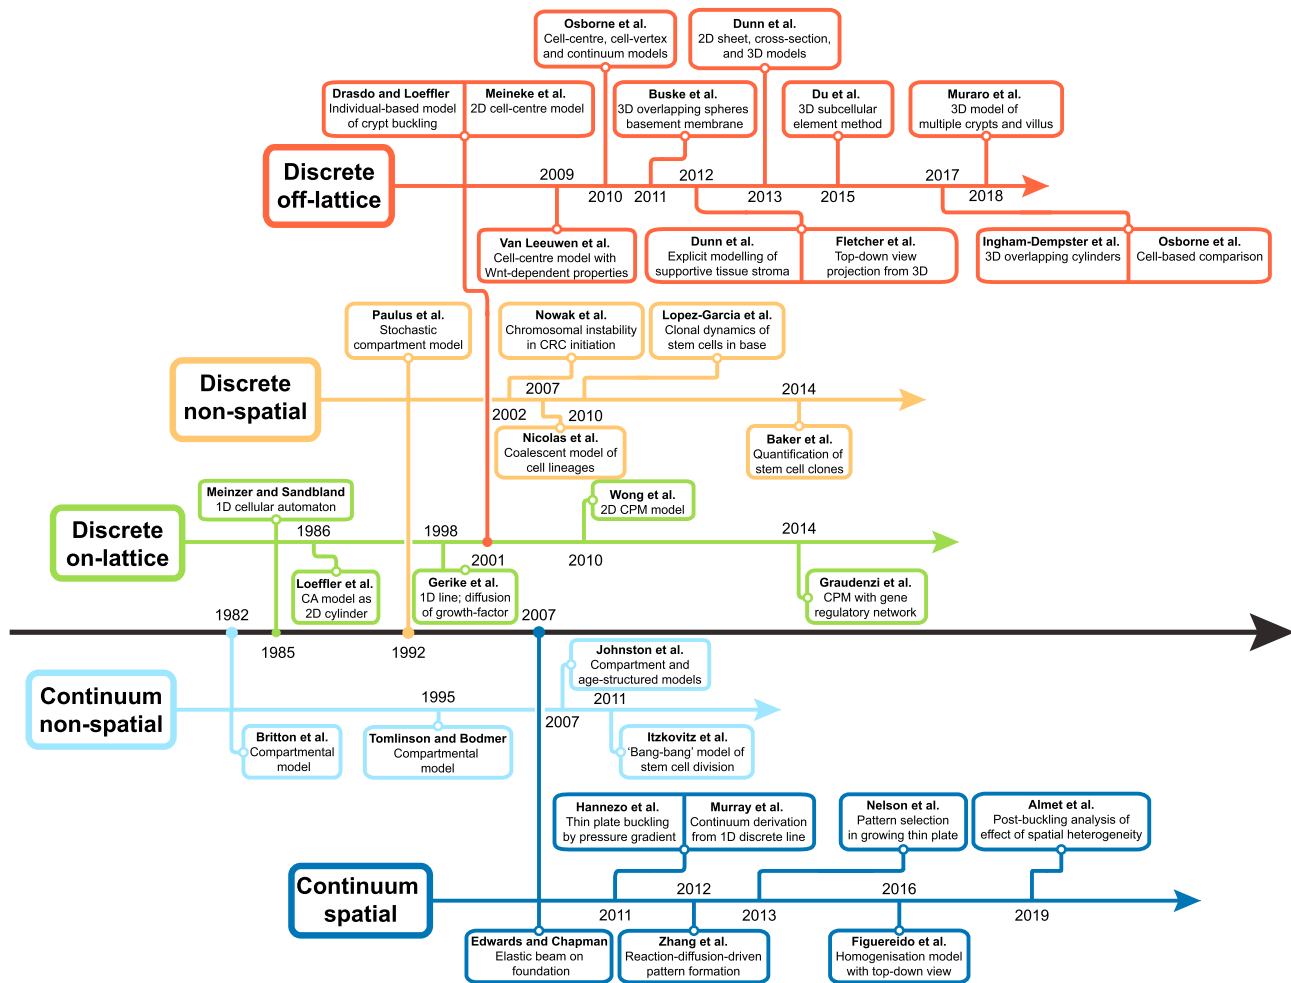 Osborne et al.
Cell-centre, cell-vertex
and continuum models
Dunn et al.
2D sheet, cross-section,
and 3D models
Drasdo and Loeffler
Individual-based model
of crypt buckling
Meineke et al.
2D cell-centre model
Buske et al.
3D overlapping spheres
basement membrane
Du et al.
3D subcellular
element method
Muraro et al.
3D model of
multiple crypts and villus
Discrete
off-lattice
2009
2010
2011
2012
2013
2015
2017
2018
Van Leeuwen et al.
Cell-centre model with
Wnt-dependent properties
Dunn et al.
Explicit modelling of
supportive tissue stroma
Fletcher et al.
Top-down view
projection from 3D
Ingham-Dempster et al.
3D overlapping cylinders
Osborne et al.
Cell-based comparison
Paulus et al.
Stochastic
compartment model
Nowak et al.
Chromosomal instability
in CRC initiation
Lopez-Garcia et al.
Clonal dynamics of
stem cells in base
Discrete
non-spatial
2002
2007
2010
2014
Nicolas et al.
Coalescent model of
cell lineages
Baker et al.
Quantification of
stem cell clones
Meinzer and Sandbland
1D cellular automaton
Wong et al.
2D CPM model
Discrete
on-lattice
1986
1998
2001
2010
2014
Loeffler et al.
CA model as
2D cylinder
Gerike et al.
1D line; diffusion
of growth-factor
Graudenzi et al.
CPM with gene
regulatory network
1982
1985
1992
2007
Johnston et al.
Compartment and
age-structured models
Continuum
non-spatial
1995
2007
2011
Britton et al.
Compartmental
model
Tomlinson and Bodmer
Compartmental
model
Itzkovitz et al.
‘Bang-bang’ model of
stem cell division
Hannezo et al.
Thin plate buckling
by pressure gradient
Murray et al.
Continuum derivation
from 1D discrete line
Nelson et al.
Pattern selection
in growing thin plate
Almet et al.
Post-buckling analysis of
effect of spatial heterogeneity
Continuum
spatial
2011
2012
2013
2016
2019
Edwards and Chapman
Elastic beam on
foundation
Zhang et al.
Reaction-diffusion-driven
pattern formation
Figuereido et al.
Homogenisation model
with top-down view